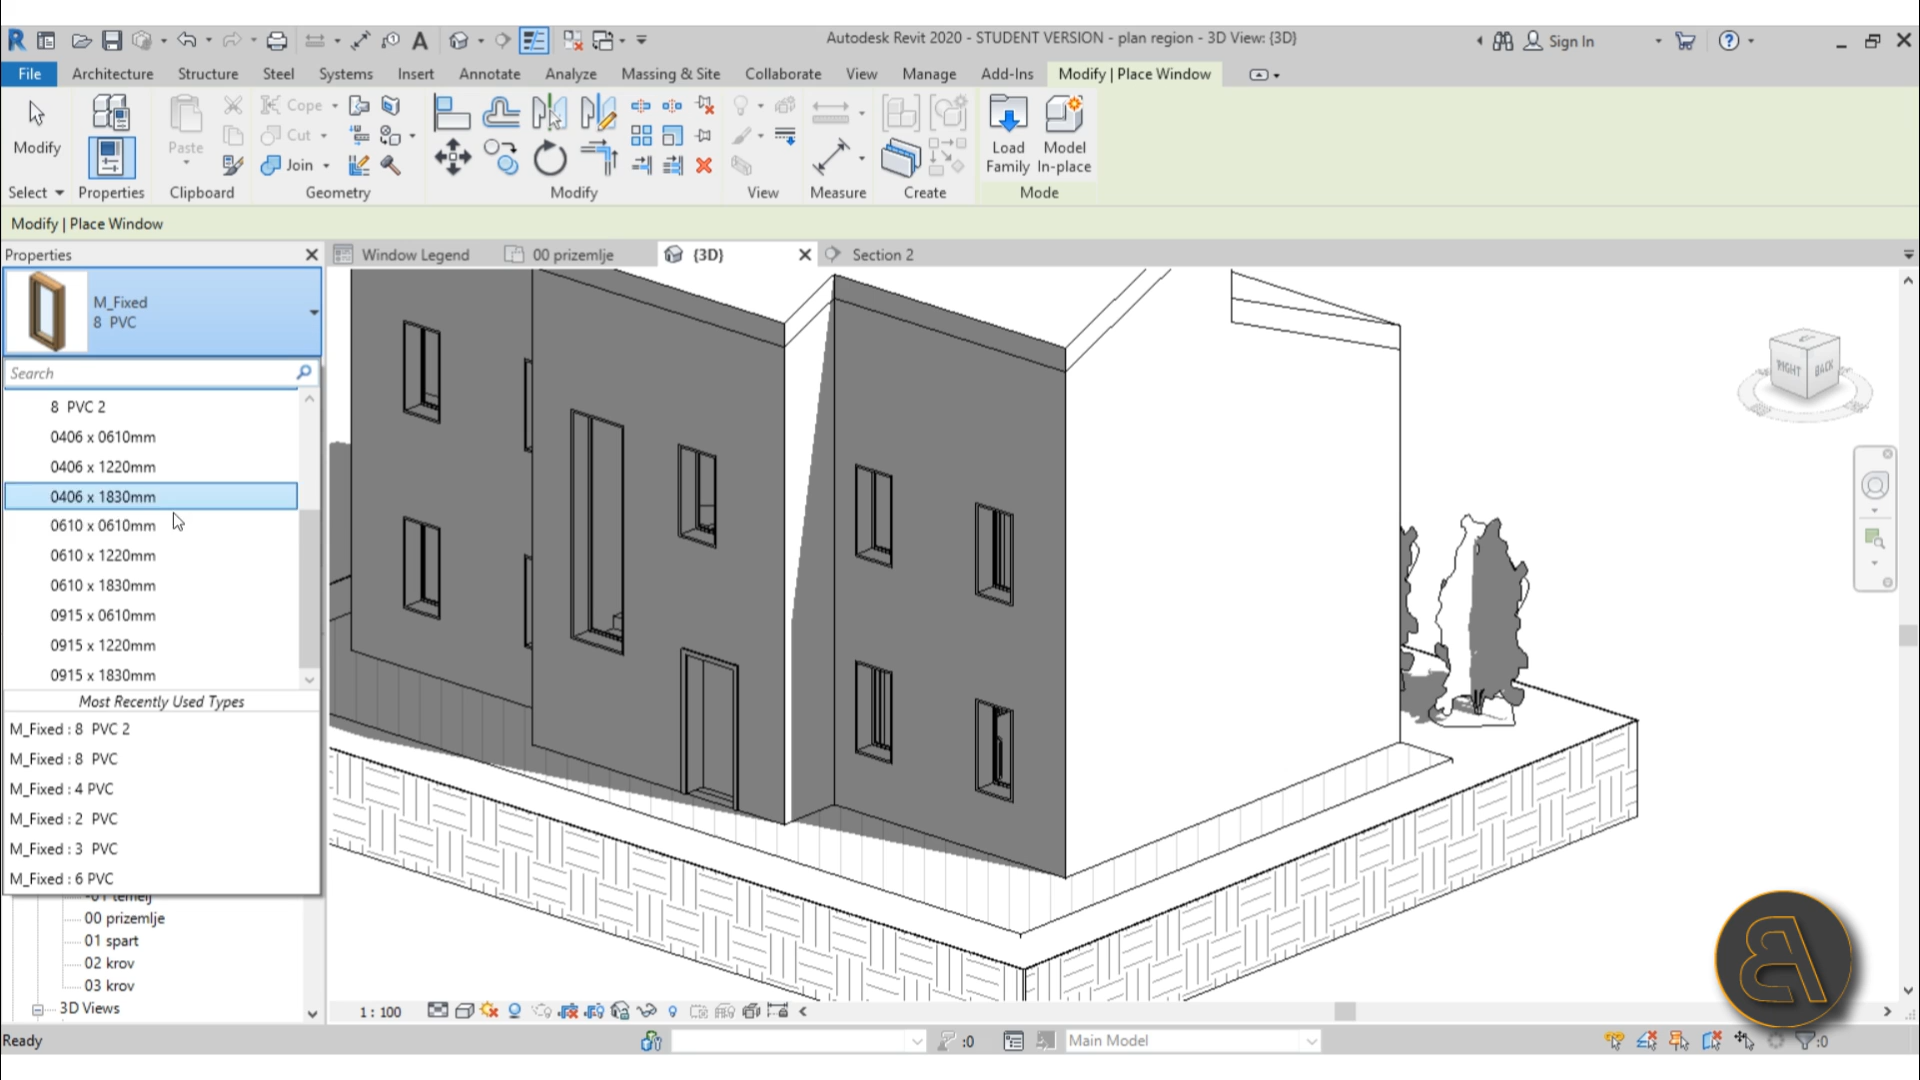 Autodesk Revit 2020 - STUDENT VERSION - plan region - 3D View: {3D}
Sign In
File Architecture Structure Steel Systems Insert Annotate Analyze Massing & Site Collaborate View Manage Add-Ins Modify | Place Window
Modify
Paste
Cope
Cut
Join
Load
Family
Model
In-place
Select Properties Clipboard Geometry Modify View Measure Create Mode
Modify | Place Window
Properties
Window Legend
00 prizemlje
{3D}
Section 2
M_Fixed
8 PVC
Search
8 PVC 2
0406 x 0610mm
0406 x 1220mm
0406 x 1830mm
0610 x 0610mm
0610 x 1220mm
0610 x 1830mm
0915 x 0610mm
0915 x 1220mm
0915 x 1830mm
Most Recently Used Types
M_Fixed : 8 PVC 2
M_Fixed : 8 PVC
M_Fixed : 4 PVC
M_Fixed : 2 PVC
M_Fixed : 3 PVC
M_Fixed : 6 PVC
-01 temelj
00 prizemlje
01 sprat
02 krov
03 krov
3D Views
RIGHT
BACK
1 : 100
Ready
:0
Main Model
:0